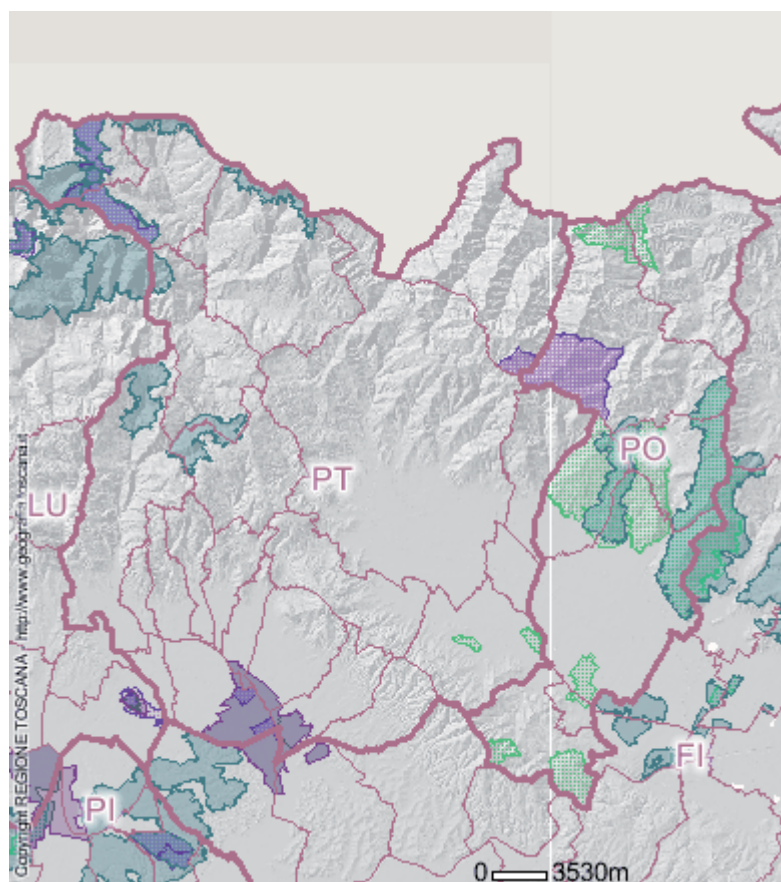 PO
PT
LU
FI
PI
0 3530m
Copyright REGIONE TOSCANA - http://www.geografia.toscana.it